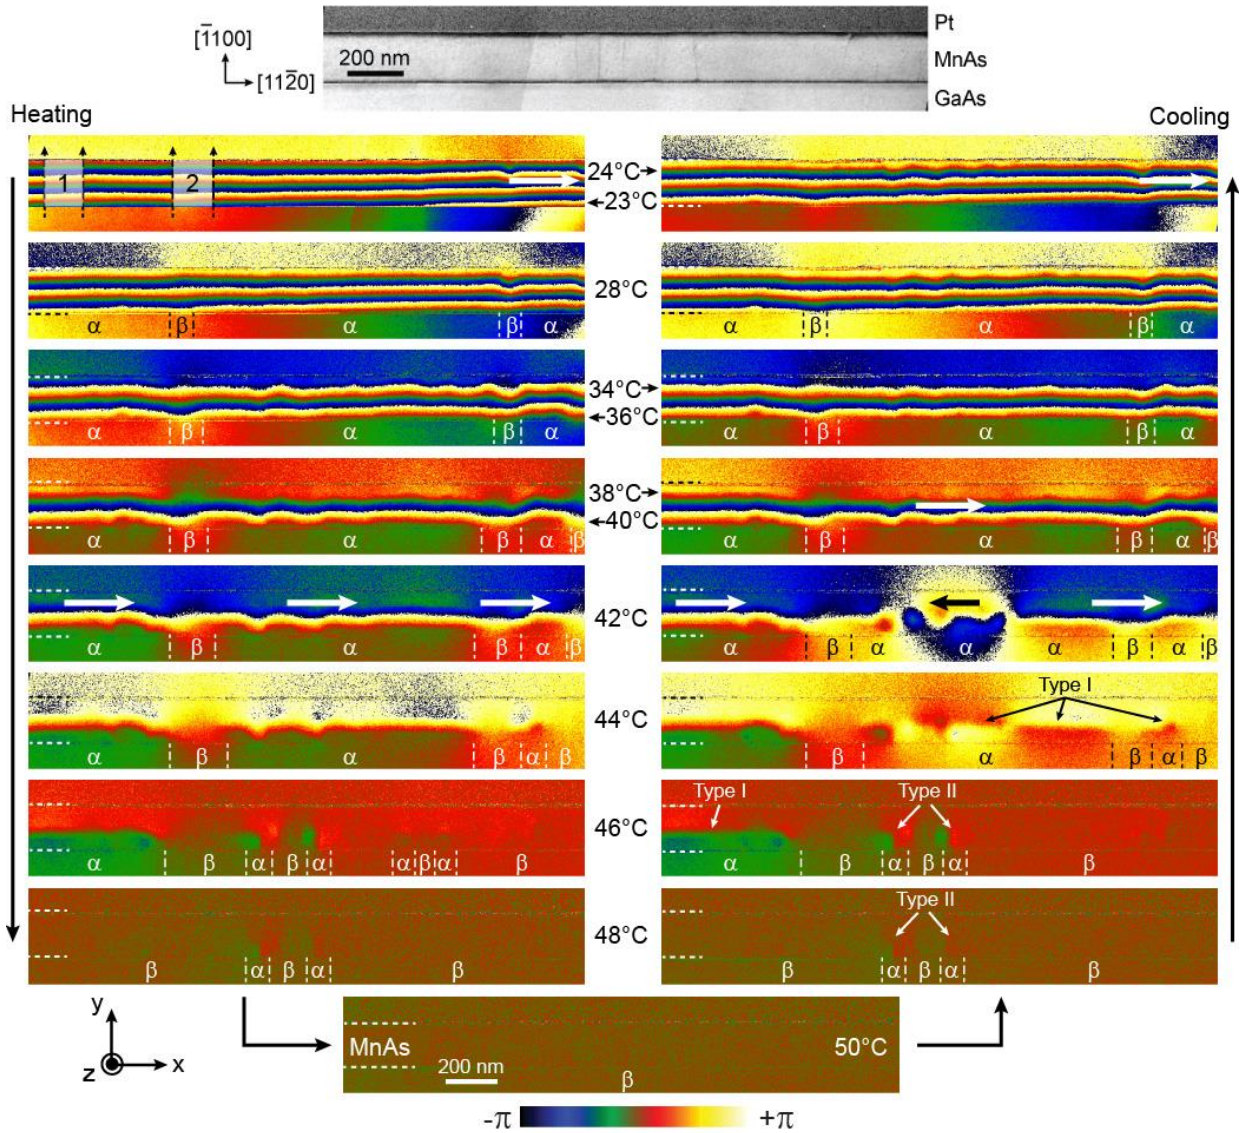 Pt
[1̄100]
MnAs
200 nm
[112̄0]
GaAs
Heating
Cooling
1 2
24°C
23°C
28°C
α β α β α
α β α β α
34°C
36°C
α β α β α
α β α β α
38°C
40°C
α β α β α β
α β α β α β
42°C
α β α β α β
α β α α β α β
Type I
44°C
α β α β α β
β α β α β
Type I Type II
46°C
α β α β α α β α β
α β α β α β
Type II
48°C
β α β α β
β α β α β
y
z x
MnAs 50°C
200 nm
β
-π +π